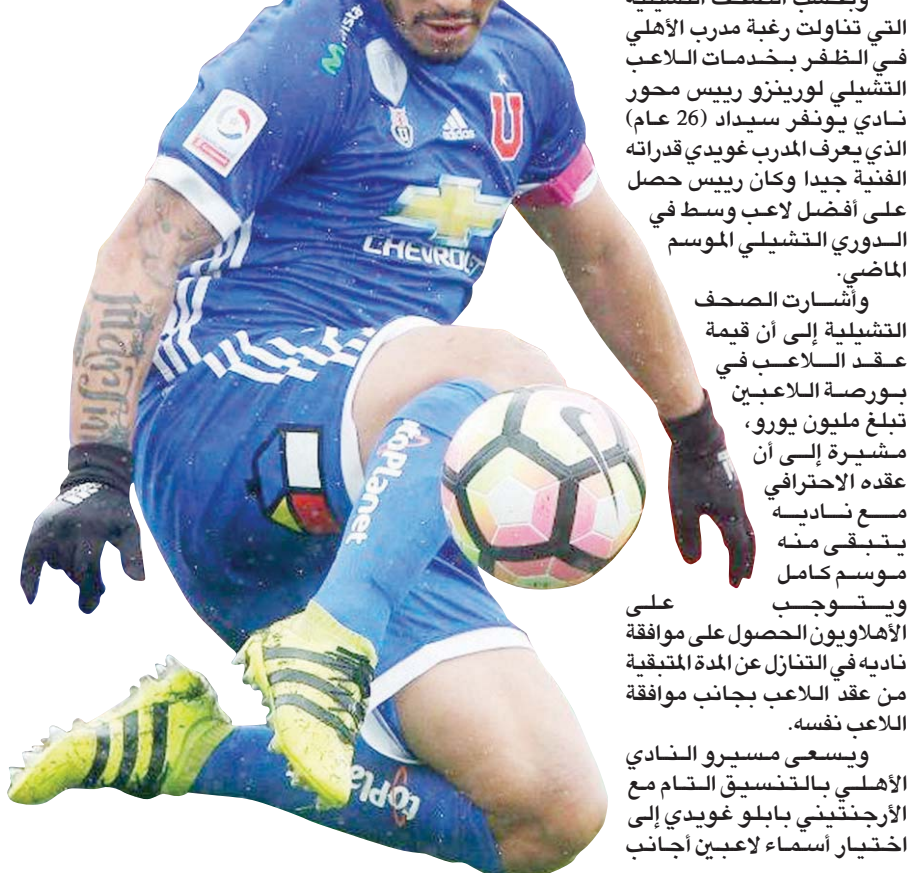 التي تناولت رغبة مدرب الأهلي
في الظفر بخدمات اللاعب
التشيلي لورينزو رييس محور
نادي يونفر سيداد (26 عام)
الذي يعرف المدرب غويدي قدراته
الفنية جيدا وكان رييس حصل
على أفضل لاعب وسط في
الدوري التشيلي الموسم
الماضي.
وأشارت الصحف
التشيلية إلى أن قيمة
عقد اللاعب في
بورصة اللاعبين
تبلغ مليون يورو،
مشيرة إلى أن
عقده الاحترافي
مع ناديه
يتبقى منه
موسم كامل
ويتوجب على
الأهلاويون الحصول على موافقة
ناديه في التنازل عن المدة المتبقية
من عقد اللاعب بجانب موافقة
اللاعب نفسه.
ويسعى مسيرو النادي
الأهلي بالتنسيق التام مع
الأرجنتيني بابلو غويدي إلى
اختيار أسماء لاعبين أجانب
adidas
U
CHEVROLET
toPlanet
toPla